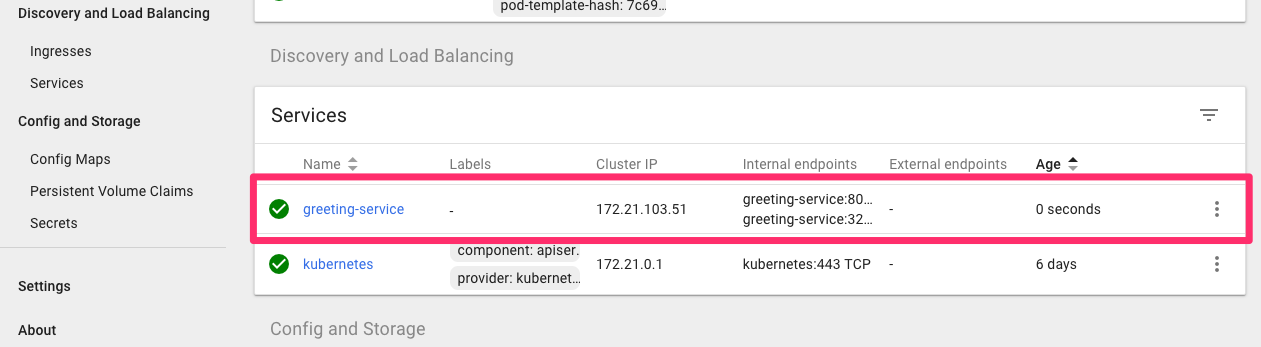 Discovery and Load Balancing
Ingresses
Services
Config and Storage
Config Maps
Persistent Volume Claims
Secrets
Settings
About
pod-template-hash: 7c69…
Discovery and Load Balancing
Services
Name Labels Cluster IP Internal endpoints External endpoints Age
greeting-service - 172.21.103.51 greeting-service:80… - 0 seconds
greeting-service:32…
component: apiser.
kubernetes 172.21.0.1 kubernetes:443 TCP - 6 days
provider: kubernet…
Config and Storage